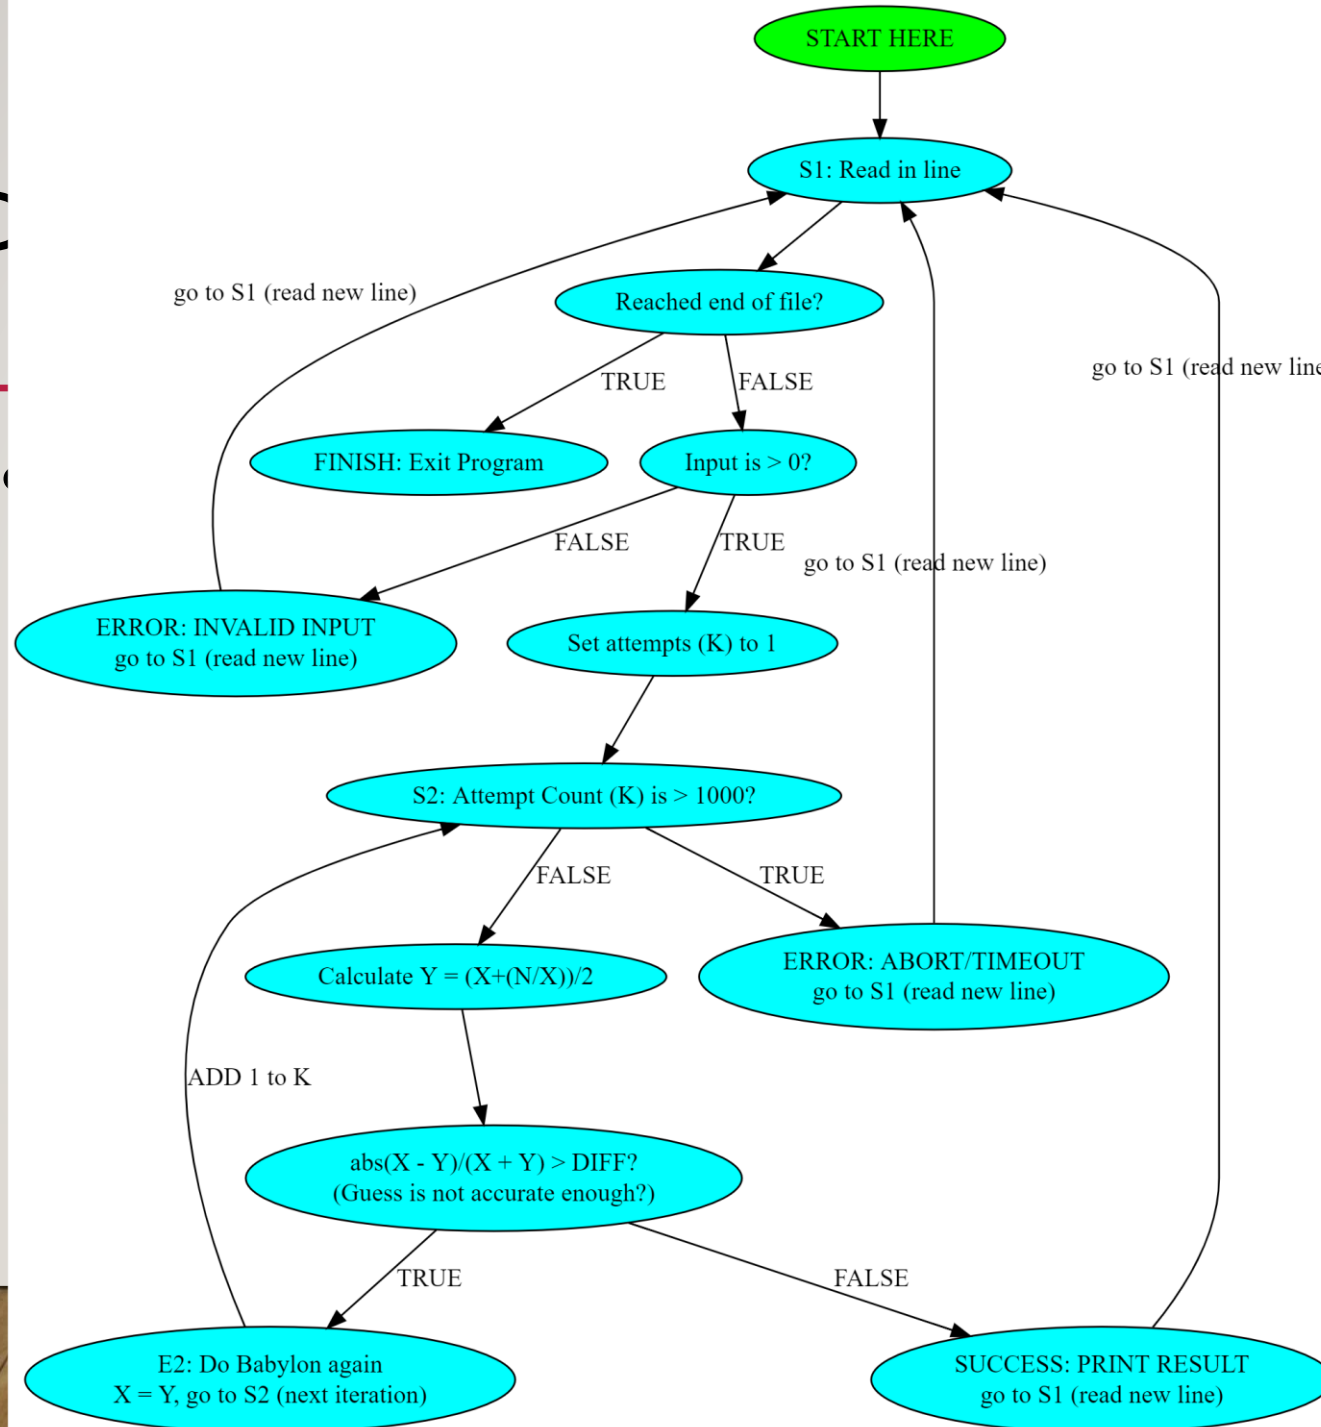 START HERE
S1: Read in line
go to S1 (read new line)
Reached end of file?
go to S1 (read new line
TRUE
FALSE
FINISH: Exit Program
Input is > 0?
FALSE
TRUE
go to S1 (read new line)
ERROR: INVALID INPUT
go to S1 (read new line)
Set attempts (K) to 1
S2: Attempt Count (K) is > 1000?
FALSE
TRUE
Calculate Y = (X+(N/X))/2
ERROR: ABORT/TIMEOUT
go to S1 (read new line)
ADD 1 to K
abs(X - Y)/(X + Y) > DIFF?
(Guess is not accurate enough?)
TRUE
FALSE
E2: Do Babylon again
X = Y, go to S2 (next iteration)
SUCCESS: PRINT RESULT
go to S1 (read new line)